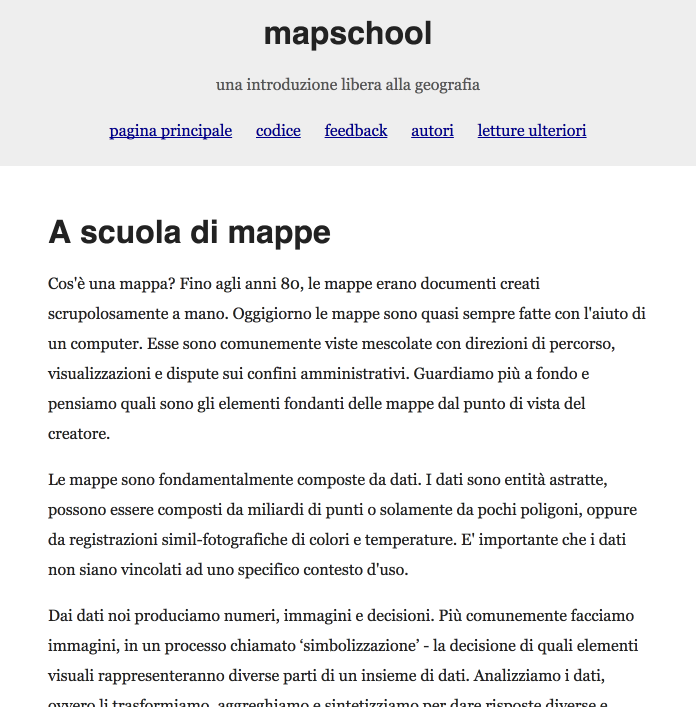 mapschool
una introduzione libera alla geografia
pagina principale codice feedback autori letture ulteriori
A scuola di mappe
Cos'è una mappa? Fino agli anni 80, le mappe erano documenti creati
scrupolosamente a mano. Oggigiorno le mappe sono quasi sempre fatte con l'aiuto di
un computer. Esse sono comunemente viste mescolate con direzioni di percorso,
visualizzazioni e dispute sui confini amministrativi. Guardiamo più a fondo e
pensiamo quali sono gli elementi fondanti delle mappe dal punto di vista del
creatore.
Le mappe sono fondamentalmente composte da dati. I dati sono entità astratte,
possono essere composti da miliardi di punti o solamente da pochi poligoni, oppure
da registrazioni simil-fotografiche di colori e temperature. E' importante che i dati
non siano vincolati ad uno specifico contesto d'uso.
Dai dati noi produciamo numeri, immagini e decisioni. Più comunemente facciamo
immagini, in un processo chiamato ‘simbolizzazione’ - la decisione di quali elementi
visuali rappresenteranno diverse parti di un insieme di dati. Analizziamo i dati,
ovvero li trasformiamo, aggreghiamo e sintetizziamo per dare risposte diverse e